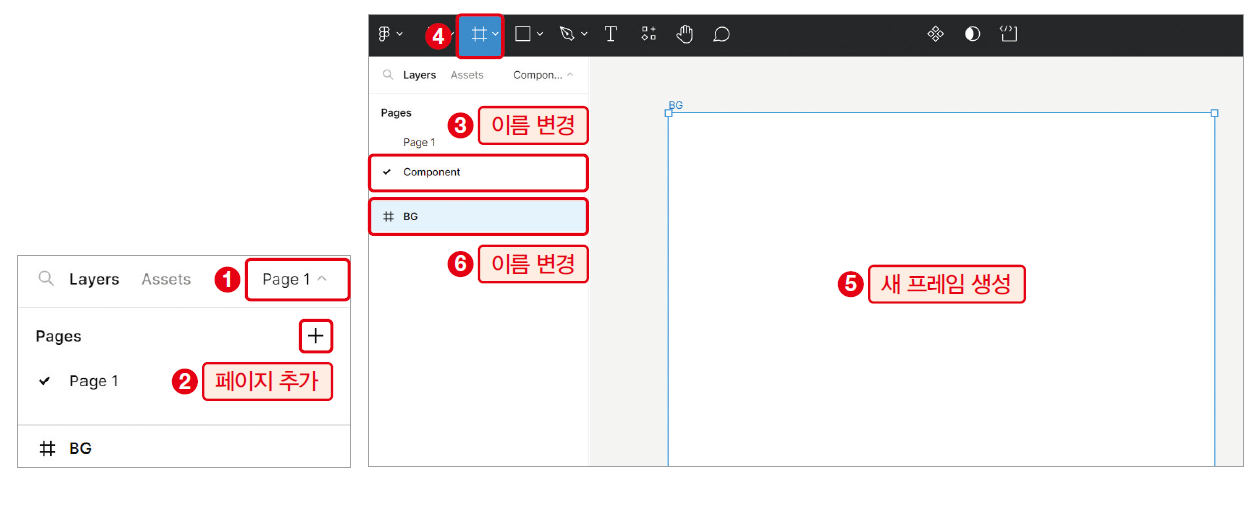 1 Page 1
Layers Assets
Pages
Page 1
2 페이지 추가
BG
4
T
Layers Assets Compon...
Pages
3 이름 변경
Page 1
Component
BG
6 이름 변경
BG
5 새 프레임 생성